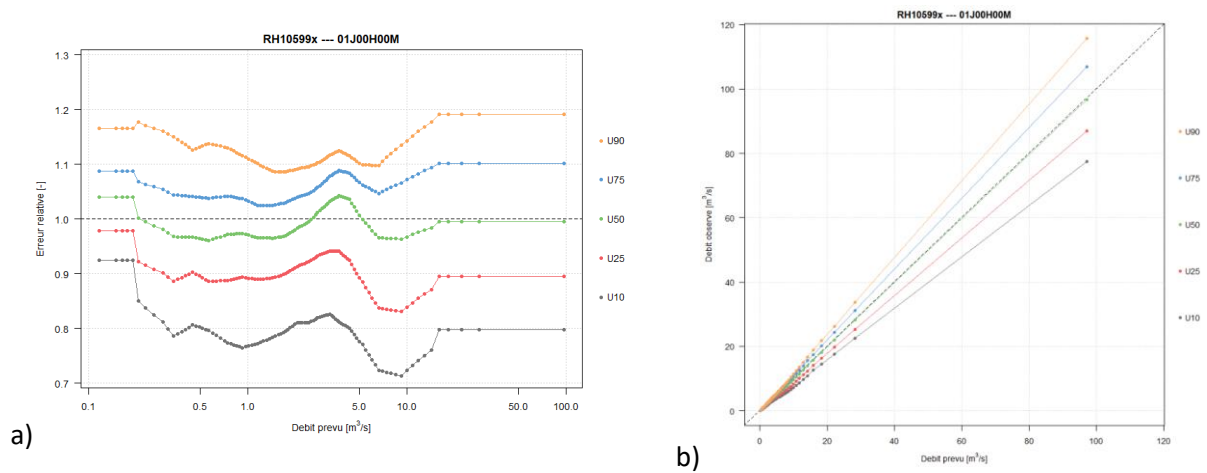 RH10599x --- 01J00H00M
Erreur relative [-]
1.3
1.2
1.1
1.0
0.9
0.8
0.7
0.1
0.5
1.0
5.0
10.0
50.0
100.0
Debit prevu [m³/s]
U90
U75
U50
U25
U10
a)
RH10599x --- 01J00H00M
Debit observe [m³/s]
120
100
80
60
40
20
0
0
20
40
60
80
100
120
Debit prevu [m³/s]
U90
U75
U50
U25
U10
b)